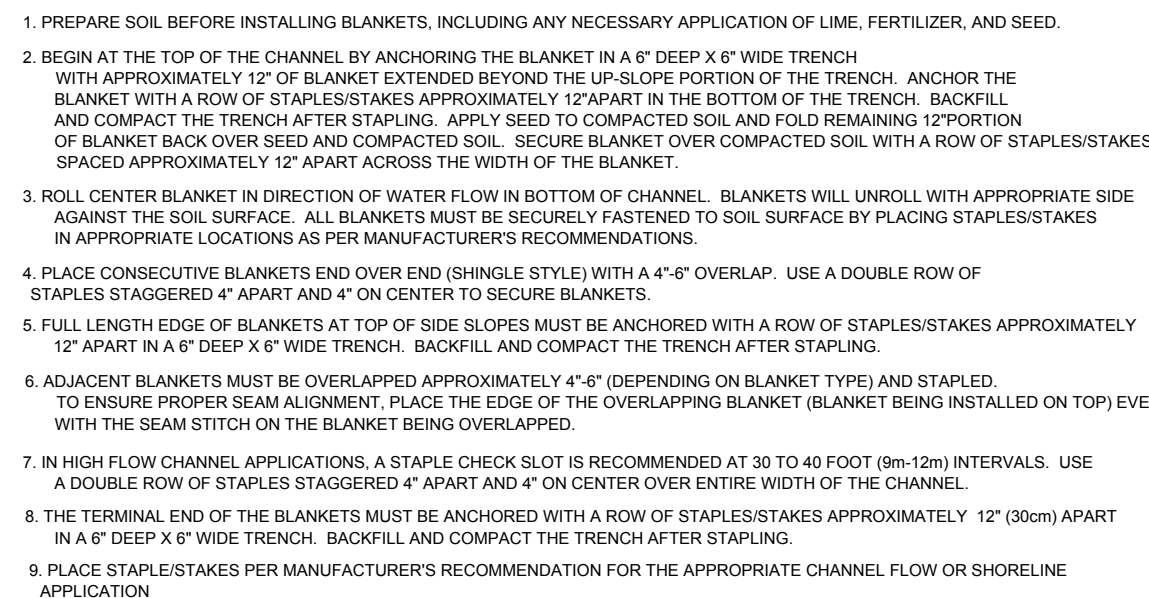 1. PREPARE SOIL BEFORE INSTALLING BLANKETS, INCLUDING ANY NECESSARY APPLICATION OF LIME, FERTILIZER, AND SEED.
2. BEGIN AT THE TOP OF THE CHANNEL BY ANCHORING THE BLANKET IN A 6" DEEP X 6" WIDE TRENCH
WITH APPROXIMATELY 12" OF BLANKET EXTENDED BEYOND THE UP-SLOPE PORTION OF THE TRENCH. ANCHOR THE
BLANKET WITH A ROW OF STAPLES/STAKES APPROXIMATELY 12"APART IN THE BOTTOM OF THE TRENCH. BACKFILL
AND COMPACT THE TRENCH AFTER STAPLING. APPLY SEED TO COMPACTED SOIL AND FOLD REMAINING 12"PORTION
OF BLANKET BACK OVER SEED AND COMPACTED SOIL. SECURE BLANKET OVER COMPACTED SOIL WITH A ROW OF STAPLES/STAKES
SPACED APPROXIMATELY 12" APART ACROSS THE WIDTH OF THE BLANKET.
3. ROLL CENTER BLANKET IN DIRECTION OF WATER FLOW IN BOTTOM OF CHANNEL. BLANKETS WILL UNROLL WITH APPROPRIATE SIDE
AGAINST THE SOIL SURFACE. ALL BLANKETS MUST BE SECURELY FASTENED TO SOIL SURFACE BY PLACING STAPLES/STAKES
IN APPROPRIATE LOCATIONS AS PER MANUFACTURER'S RECOMMENDATIONS.
4. PLACE CONSECUTIVE BLANKETS END OVER END (SHINGLE STYLE) WITH A 4"-6" OVERLAP. USE A DOUBLE ROW OF
STAPLES STAGGERED 4" APART AND 4" ON CENTER TO SECURE BLANKETS.
5. FULL LENGTH EDGE OF BLANKETS AT TOP OF SIDE SLOPES MUST BE ANCHORED WITH A ROW OF STAPLES/STAKES APPROXIMATELY
12" APART IN A 6" DEEP X 6" WIDE TRENCH. BACKFILL AND COMPACT THE TRENCH AFTER STAPLING.
6. ADJACENT BLANKETS MUST BE OVERLAPPED APPROXIMATELY 4"-6" (DEPENDING ON BLANKET TYPE) AND STAPLED.
TO ENSURE PROPER SEAM ALIGNMENT, PLACE THE EDGE OF THE OVERLAPPING BLANKET (BLANKET BEING INSTALLED ON TOP) EVE
WITH THE SEAM STITCH ON THE BLANKET BEING OVERLAPPED.
7. IN HIGH FLOW CHANNEL APPLICATIONS, A STAPLE CHECK SLOT IS RECOMMENDED AT 30 TO 40 FOOT (9m-12m) INTERVALS. USE
A DOUBLE ROW OF STAPLES STAGGERED 4" APART AND 4" ON CENTER OVER ENTIRE WIDTH OF THE CHANNEL.
8. THE TERMINAL END OF THE BLANKETS MUST BE ANCHORED WITH A ROW OF STAPLES/STAKES APPROXIMATELY 12" (30cm) APART
IN A 6" DEEP X 6" WIDE TRENCH. BACKFILL AND COMPACT THE TRENCH AFTER STAPLING.
9. PLACE STAPLE/STAKES PER MANUFACTURER'S RECOMMENDATION FOR THE APPROPRIATE CHANNEL FLOW OR SHORELINE
APPLICATION